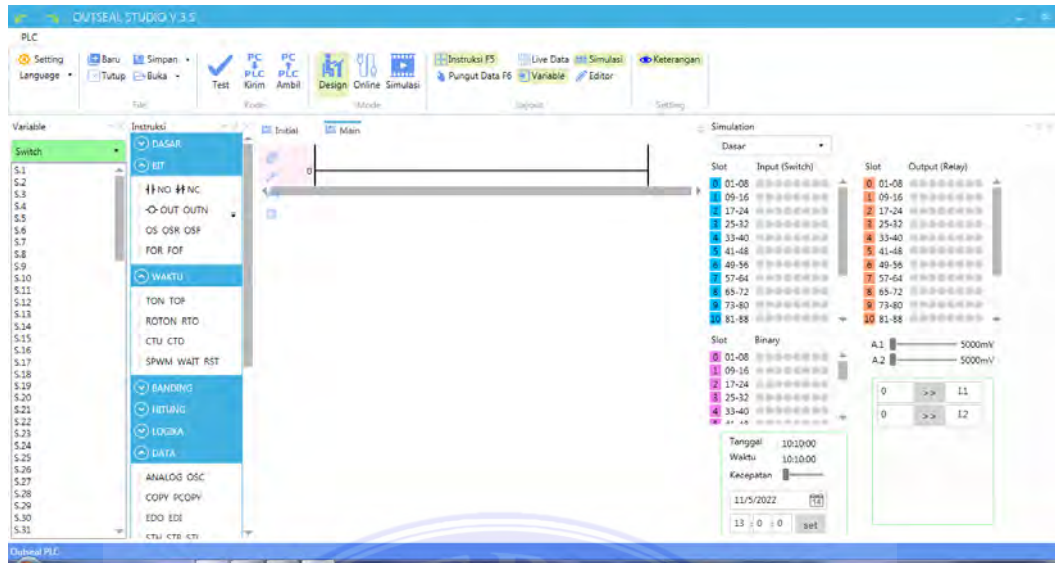 OUTSEAL STUDIO V 3.5
PLC
Setting
Language
Baru
Simpan
Tutup
Buka
File
Test
PC PLC Kirim
PC PLC Ambil
Kode
Design
Online
Simulasi
Mode
Instruksi F5
Live Data
Simulasi
Pungut Data F6
Variable
Editor
layout
Keterangan
Setting
Variable
Switch
S.1
S.2
S.3
S.4
S.5
S.6
S.7
S.8
S.9
S.10
S.11
S.12
S.13
S.14
S.15
S.16
S.17
S.18
S.19
S.20
S.21
S.22
S.23
S.24
S.25
S.26
S.27
S.28
S.29
S.30
S.31
Instruksi
DASAR
BIT
NO NC
OUT OUTN
OS OSR OSF
FOR FOF
WAKTU
TON TOF
ROTON RTO
CTU CTD
SPWM WAIT RST
BANDING
HITUNG
LOGIKA
DATA
ANALOG OSC
COPY PCOPY
EDO EDI
Initial
Main
0
Simulation
Dasar
Slot Input (Switch)
0 01-08
1 09-16
2 17-24
3 25-32
4 33-40
5 41-48
6 49-56
7 57-64
8 65-72
9 73-80
10 81-88
Slot Output (Relay)
0 01-08
1 09-16
2 17-24
3 25-32
4 33-40
5 41-48
6 49-56
7 57-64
8 65-72
9 73-80
10 81-88
Slot Binary
0 01-08
1 09-16
2 17-24
3 25-32
4 33-40
A.1 5000mV
A.2 5000mV
0 >> I.1
0 >> I.2
Tanggal 10:10:00
Waktu 10:10:00
Kecepatan
11/5/2022 14
13 : 0 : 0 set
Outseal PLC